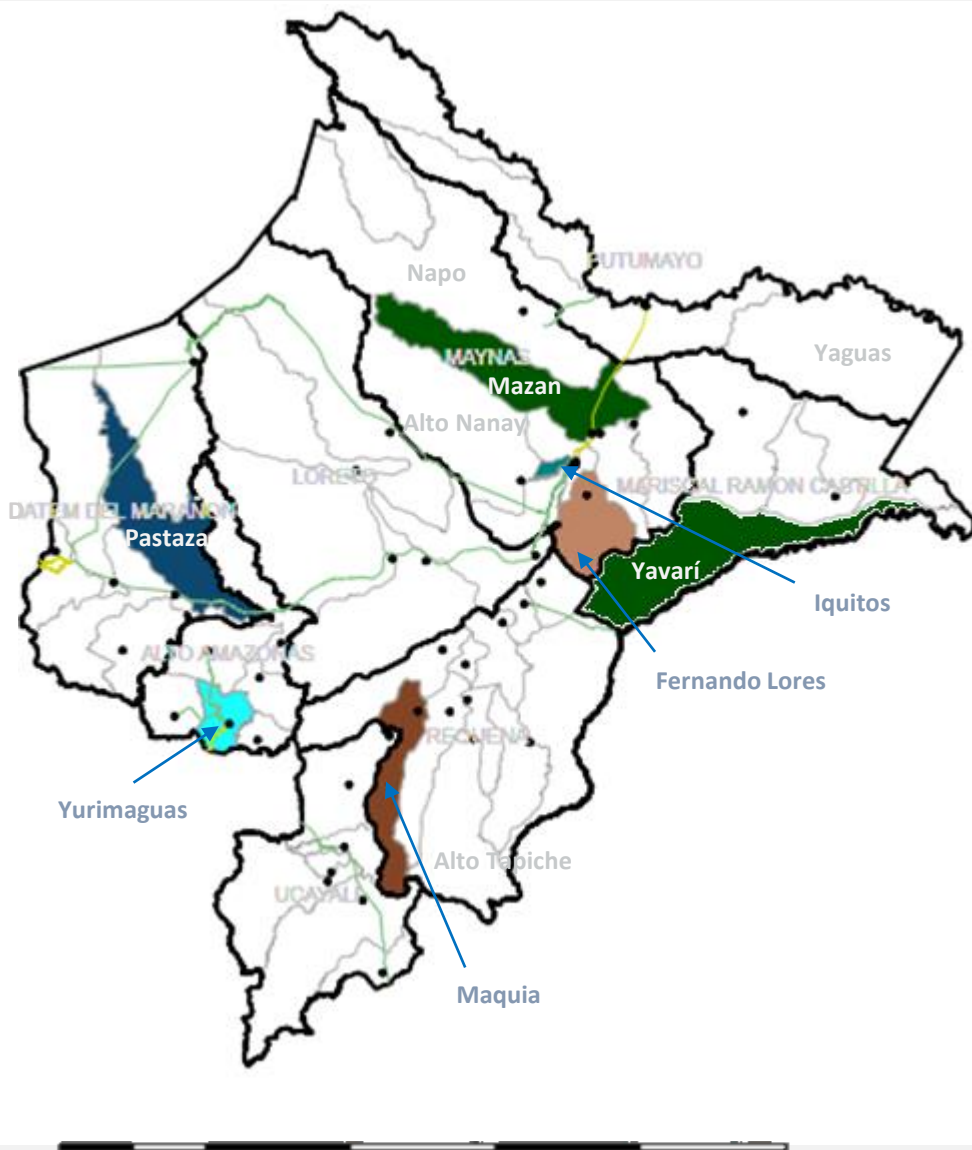 PUTUMAYO
Napo
Yaguas
MAYNAS
Mazan
Alto Nanay
LORETO
MARISCAL RAMON CASTILLA
DATEM DEL MARAÑON
Pastaza
Yavarí
Iquitos
ALTO AMAZONAS
Fernando Lores
REQUENA
Yurimaguas
Alto Tapiche
UCAYALI
Maquia